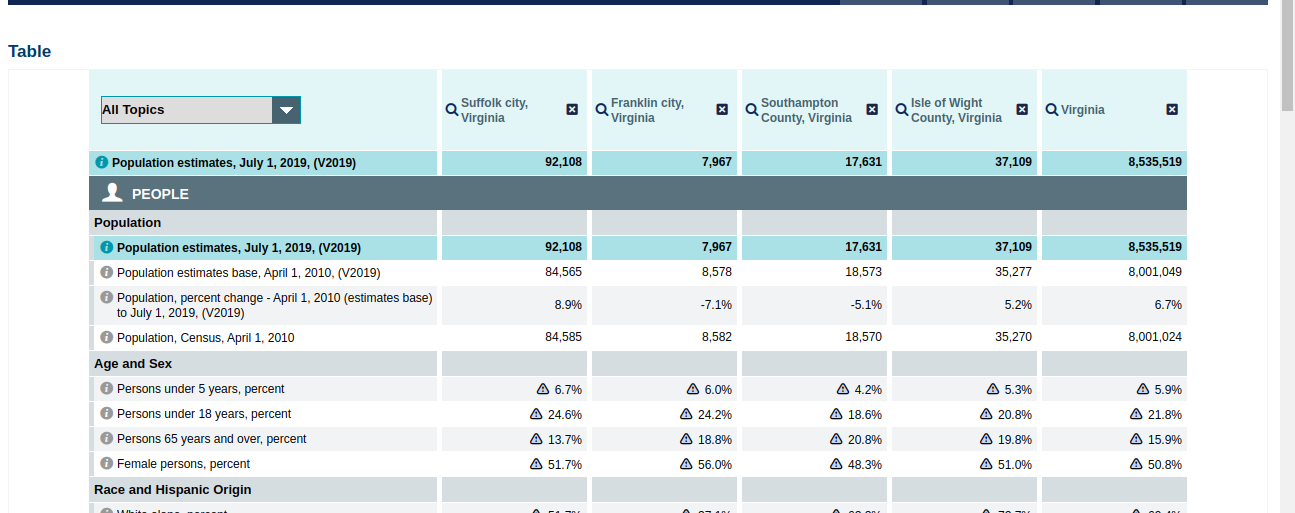 Table
All Topics
Suffolk city, Virginia
Franklin city, Virginia
Southampton County, Virginia
Isle of Wight County, Virginia
Virginia
Population estimates, July 1, 2019, (V2019) 92,108 7,967 17,631 37,109 8,535,519
PEOPLE
Population
Population estimates, July 1, 2019, (V2019) 92,108 7,967 17,631 37,109 8,535,519
Population estimates base, April 1, 2010, (V2019) 84,565 8,578 18,573 35,277 8,001,049
Population, percent change - April 1, 2010 (estimates base)
to July 1, 2019, (V2019) 8.9% -7.1% -5.1% 5.2% 6.7%
Population, Census, April 1, 2010 84,585 8,582 18,570 35,270 8,001,024
Age and Sex
Persons under 5 years, percent 6.7% 6.0% 4.2% 5.3% 5.9%
Persons under 18 years, percent 24.6% 24.2% 18.6% 20.8% 21.8%
Persons 65 years and over, percent 13.7% 18.8% 20.8% 19.8% 15.9%
Female persons, percent 51.7% 56.0% 48.3% 51.0% 50.8%
Race and Hispanic Origin
White alone, percent